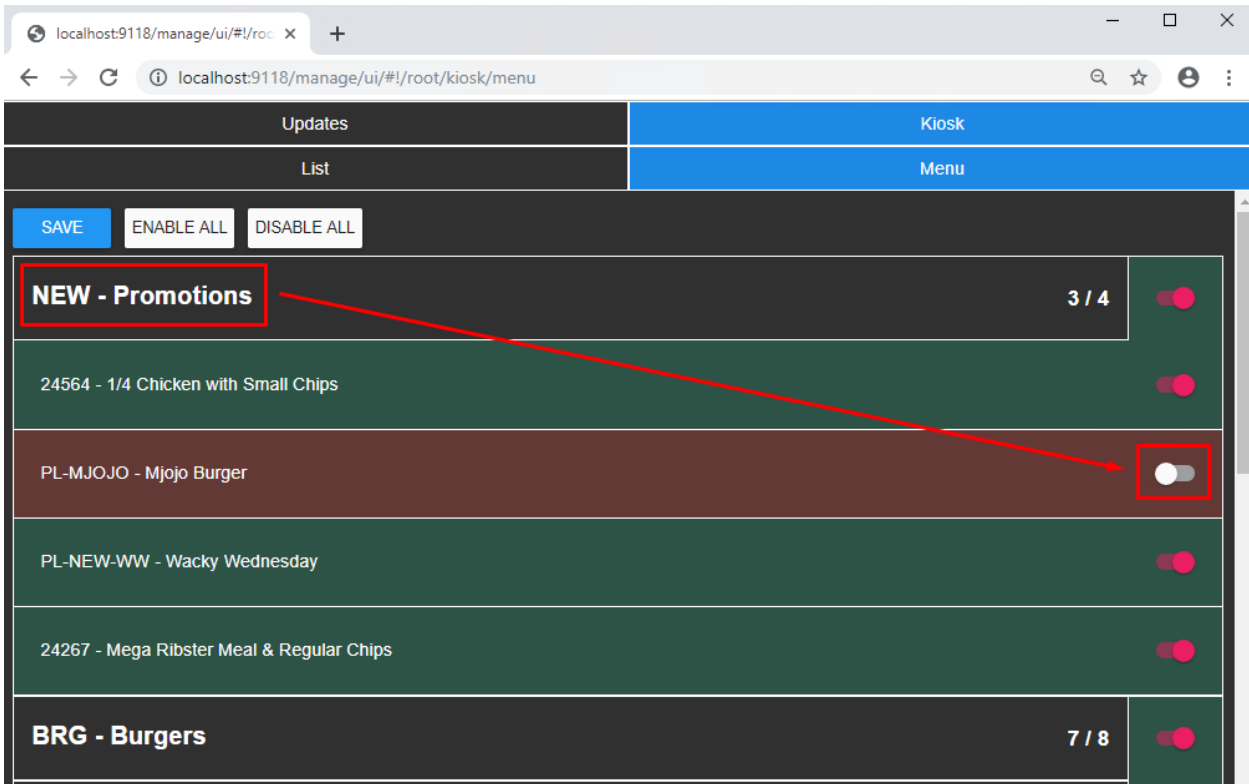 localhost:9118/manage/ui/#!/roo
localhost:9118/manage/ui/#!/root/kiosk/menu
Updates Kiosk
List Menu
SAVE ENABLE ALL DISABLE ALL
NEW - Promotions 3 / 4
24564 - 1/4 Chicken with Small Chips
PL-MJOJO - Mjojo Burger
PL-NEW-WW - Wacky Wednesday
24267 - Mega Ribster Meal & Regular Chips
BRG - Burgers 7 / 8